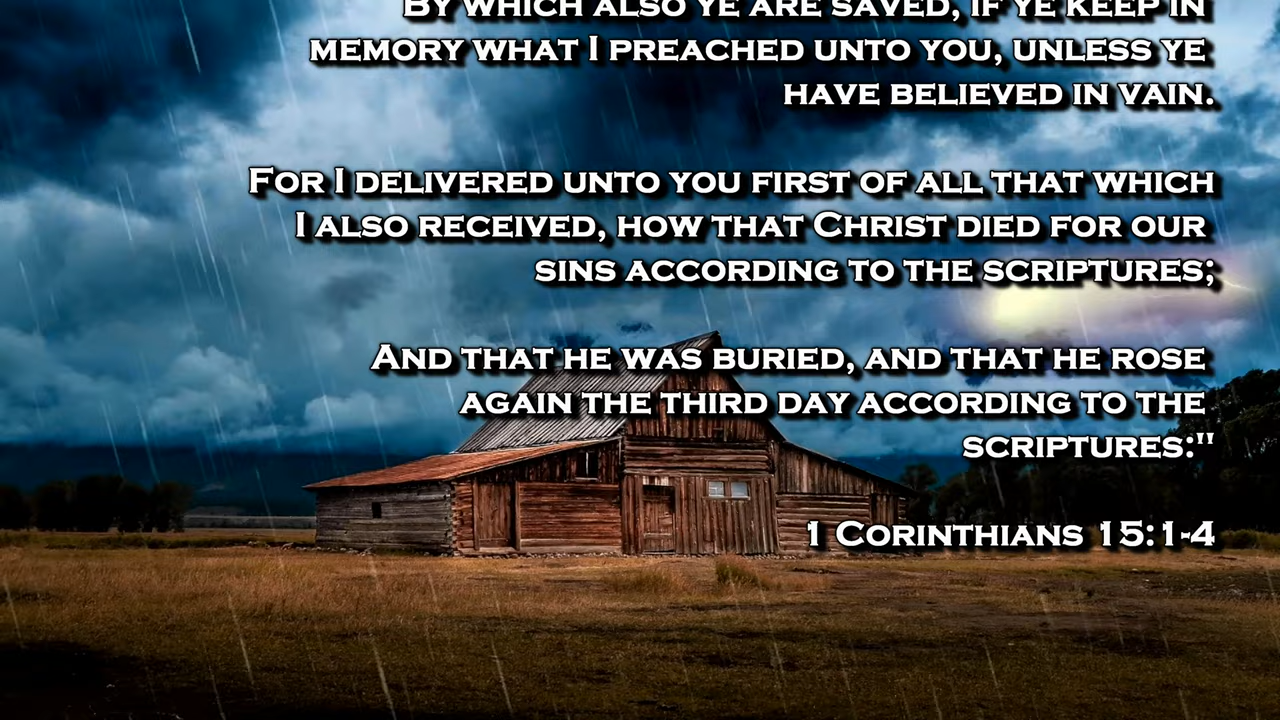 By which also ye are saved, if ye keep in
memory what I preached unto you, unless ye
have believed in vain.
For I delivered unto you first of all that which
I also received, how that Christ died for our
sins according to the scriptures;
And that he was buried, and that he rose
again the third day according to the
scriptures:"
1 Corinthians 15:1-4